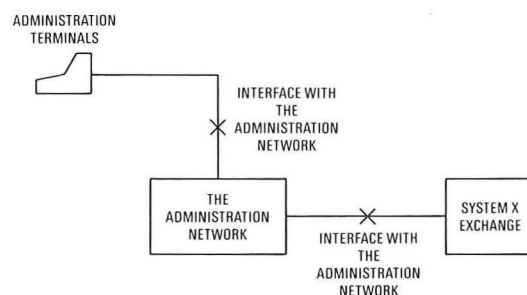 ADMINISTRATION
TERMINALS
INTERFACE WITH
THE
ADMINISTRATION
NETWORK
THE
ADMINISTRATION
NETWORK
SYSTEM X
EXCHANGE
INTERFACE WITH
THE
ADMINISTRATION
NETWORK